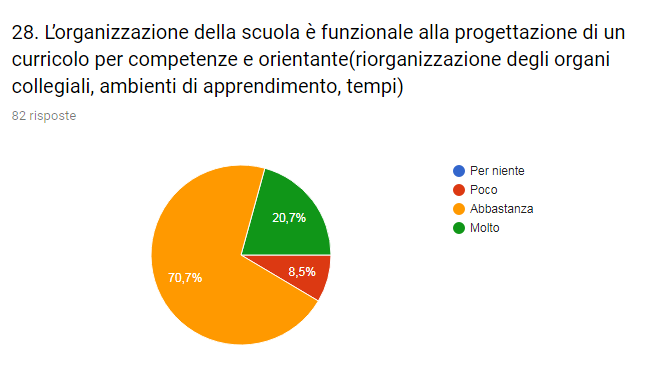 28. L’organizzazione della scuola è funzionale alla progettazione di un
curricolo per competenze e orientante(riorganizzazione degli organi
collegiali, ambienti di apprendimento, tempi)
82 risposte
Per niente
Poco
Abbastanza
Molto
20,7%
8,5%
70,7%